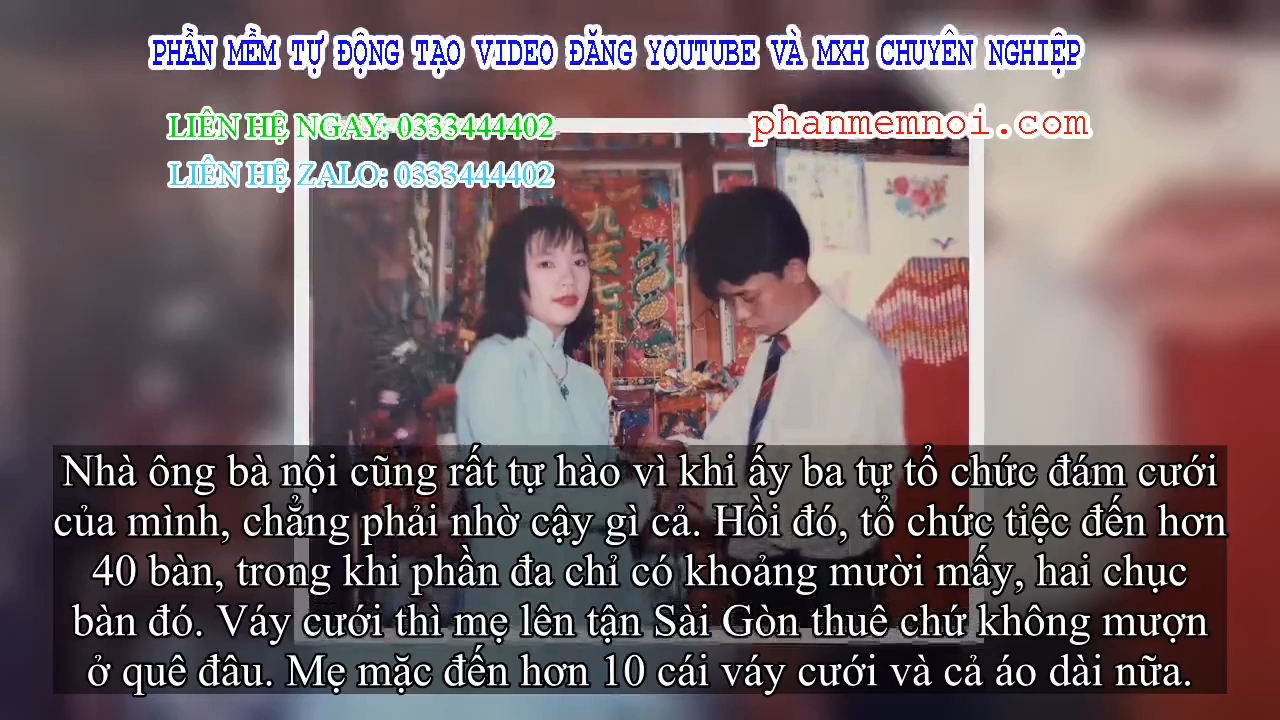 PHẦN MỀM TỰ ĐỘNG TẠO VIDEO ĐĂNG YOUTUBE VÀ MXH CHUYÊN NGHIỆP
LIÊN HỆ NGAY: 0333444402
phanmemnoi.com
LIÊN HỆ ZALO: 0333444402
九玄七祖
Nhà ông bà nội cũng rất tự hào vì khi ấy ba tự tổ chức đám cưới
của mình, chẳng phải nhờ cậy gì cả. Hồi đó, tổ chức tiệc đến hơn
40 bàn, trong khi phần đa chỉ có khoảng mười mấy, hai chục
bàn đó. Váy cưới thì mẹ lên tận Sài Gòn thuê chứ không mượn
ở quê đâu. Mẹ mặc đến hơn 10 cái váy cưới và cả áo dài nữa.